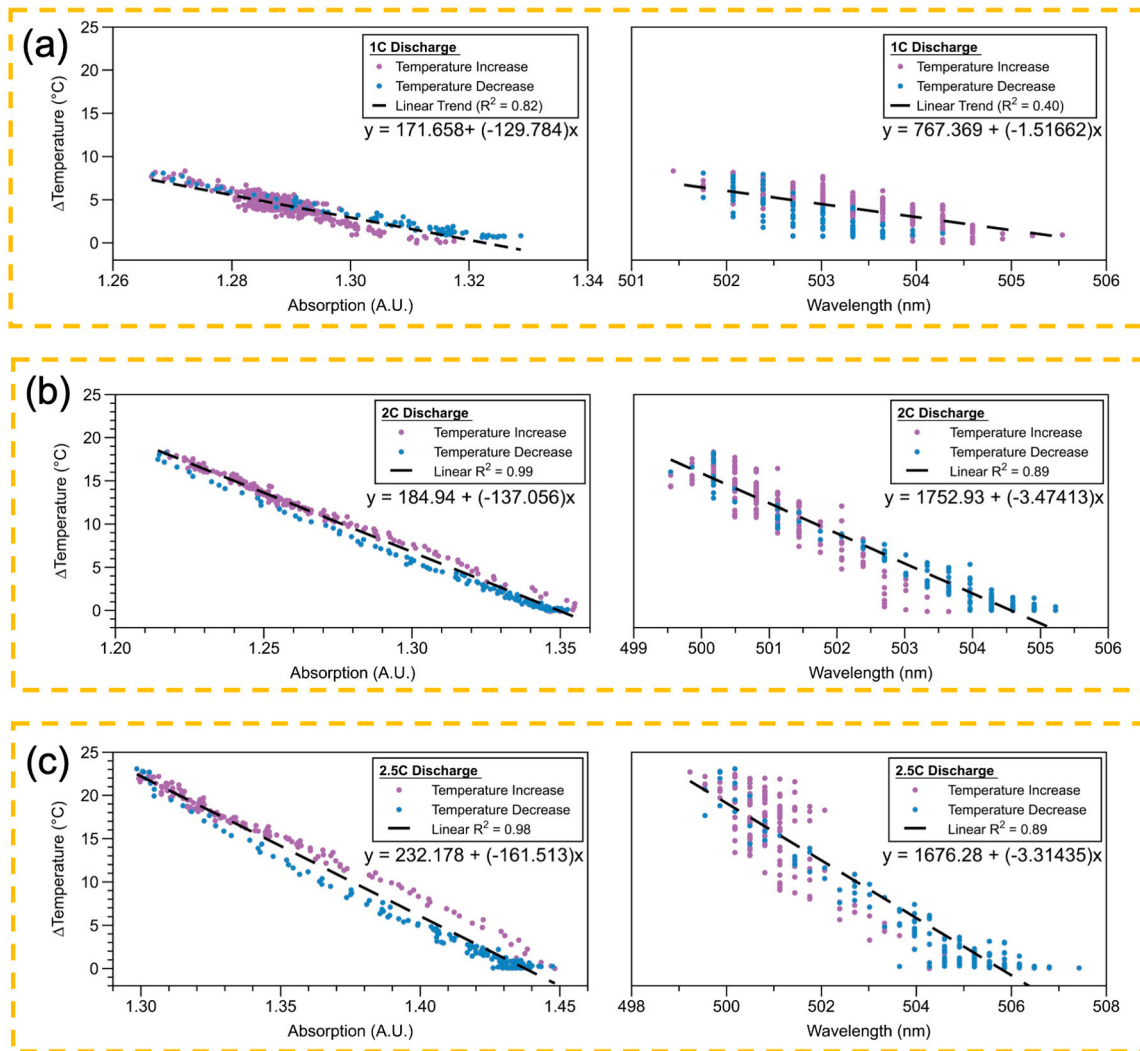 (a)
25
20
15
10
5
0
ΔTemperature (°C)
1C Discharge
Temperature Increase
Temperature Decrease
Linear Trend (R² = 0.82)
y = 171.658+ (-129.784)x
1.26 1.28 1.30 1.32 1.34
Absorption (A.U.)
1C Discharge
Temperature Increase
Temperature Decrease
Linear Trend (R² = 0.40)
y = 767.369 + (-1.51662)x
501 502 503 504 505 506
Wavelength (nm)
(b)
25
20
15
10
5
0
ΔTemperature (°C)
2C Discharge
Temperature Increase
Temperature Decrease
Linear R² = 0.99
y = 184.94 + (-137.056)x
1.20 1.25 1.30 1.35
Absorption (A.U.)
2C Discharge
Temperature Increase
Temperature Decrease
Linear R² = 0.89
y = 1752.93 + (-3.47413)x
499 500 501 502 503 504 505 506
Wavelength (nm)
(c)
25
20
15
10
5
0
ΔTemperature (°C)
2.5C Discharge
Temperature Increase
Temperature Decrease
Linear R² = 0.98
y = 232.178 + (-161.513)x
1.30 1.35 1.40 1.45
Absorption (A.U.)
2.5C Discharge
Temperature Increase
Temperature Decrease
Linear R² = 0.89
y = 1676.28 + (-3.31435)x
498 500 502 504 506 508
Wavelength (nm)